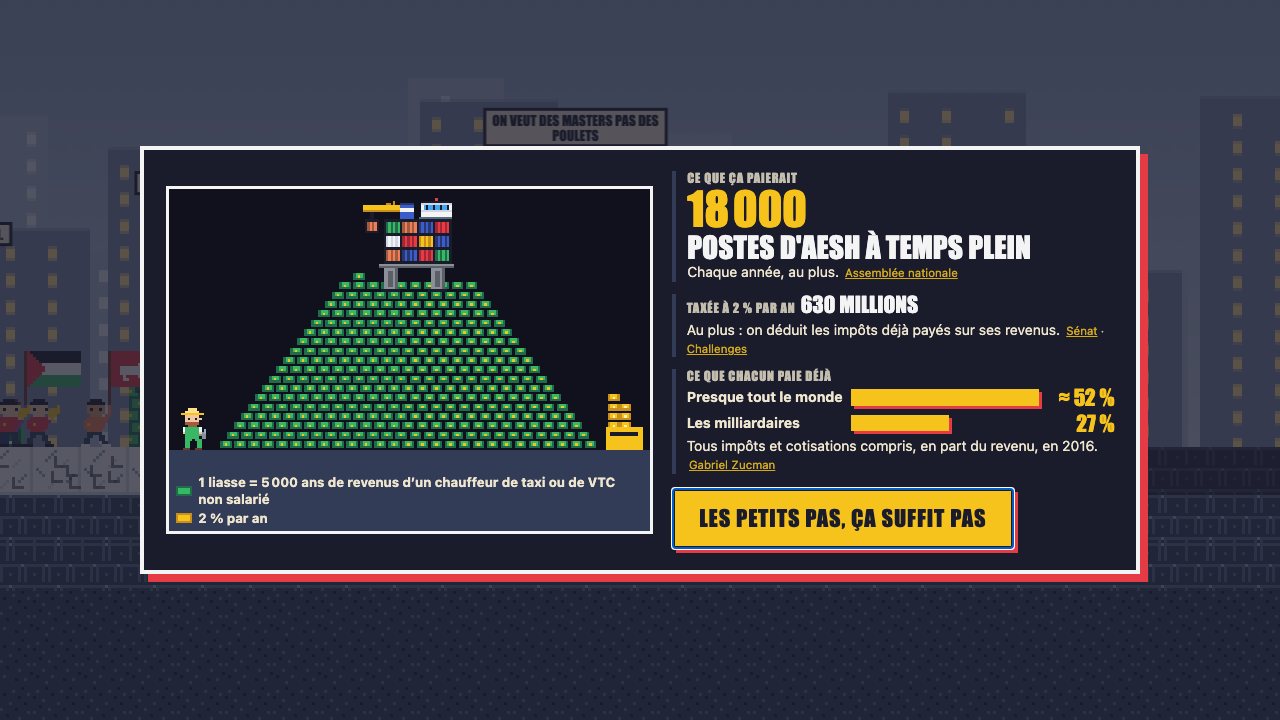 ON VEUT DES MASTERS PAS DES
POULETS
CE QUE ÇA PAIERAIT
18 000
POSTES D'AESH À TEMPS PLEIN
Chaque année, au plus. Assemblée nationale
TAXÉE À 2 % PAR AN 630 MILLIONS
Au plus : on déduit les impôts déjà payés sur ses revenus. Sénat ·
Challenges
CE QUE CHACUN PAIE DÉJÀ
Presque tout le monde ≈ 52 %
Les milliardaires 27 %
Tous impôts et cotisations compris, en part du revenu, en 2016.
Gabriel Zucman
LES PETITS PAS, ÇA SUFFIT PAS
1 liasse = 5 000 ans de revenus d’un chauffeur de taxi ou de VTC
non salarié
2 % par an